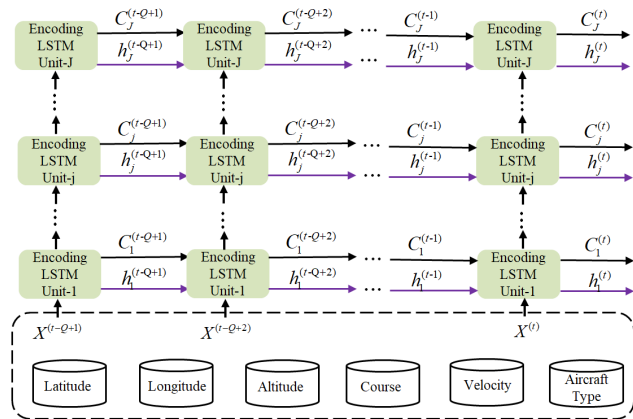 Encoding LSTM Unit-J
C_J^(t-Q+1)
h_J^(t-Q+1)
Encoding LSTM Unit-J
C_J^(t-Q+2)
h_J^(t-Q+2)
...
...
C_J^(t-1)
h_J^(t-1)
Encoding LSTM Unit-J
C_J^(t)
h_J^(t)
Encoding LSTM Unit-j
C_j^(t-Q+1)
h_j^(t-Q+1)
Encoding LSTM Unit-j
C_j^(t-Q+2)
h_j^(t-Q+2)
...
...
C_j^(t-1)
h_j^(t-1)
Encoding LSTM Unit-j
C_j^(t)
h_j^(t)
Encoding LSTM Unit-1
C_1^(t-Q+1)
h_1^(t-Q+1)
Encoding LSTM Unit-1
C_1^(t-Q+2)
h_1^(t-Q+2)
...
...
C_1^(t-1)
h_1^(t-1)
Encoding LSTM Unit-1
C_1^(t)
h_1^(t)
X^(t-Q+1)
X^(t-Q+2)
X^(t)
Latitude
Longitude
Altitude
Course
Velocity
Aircraft
Type